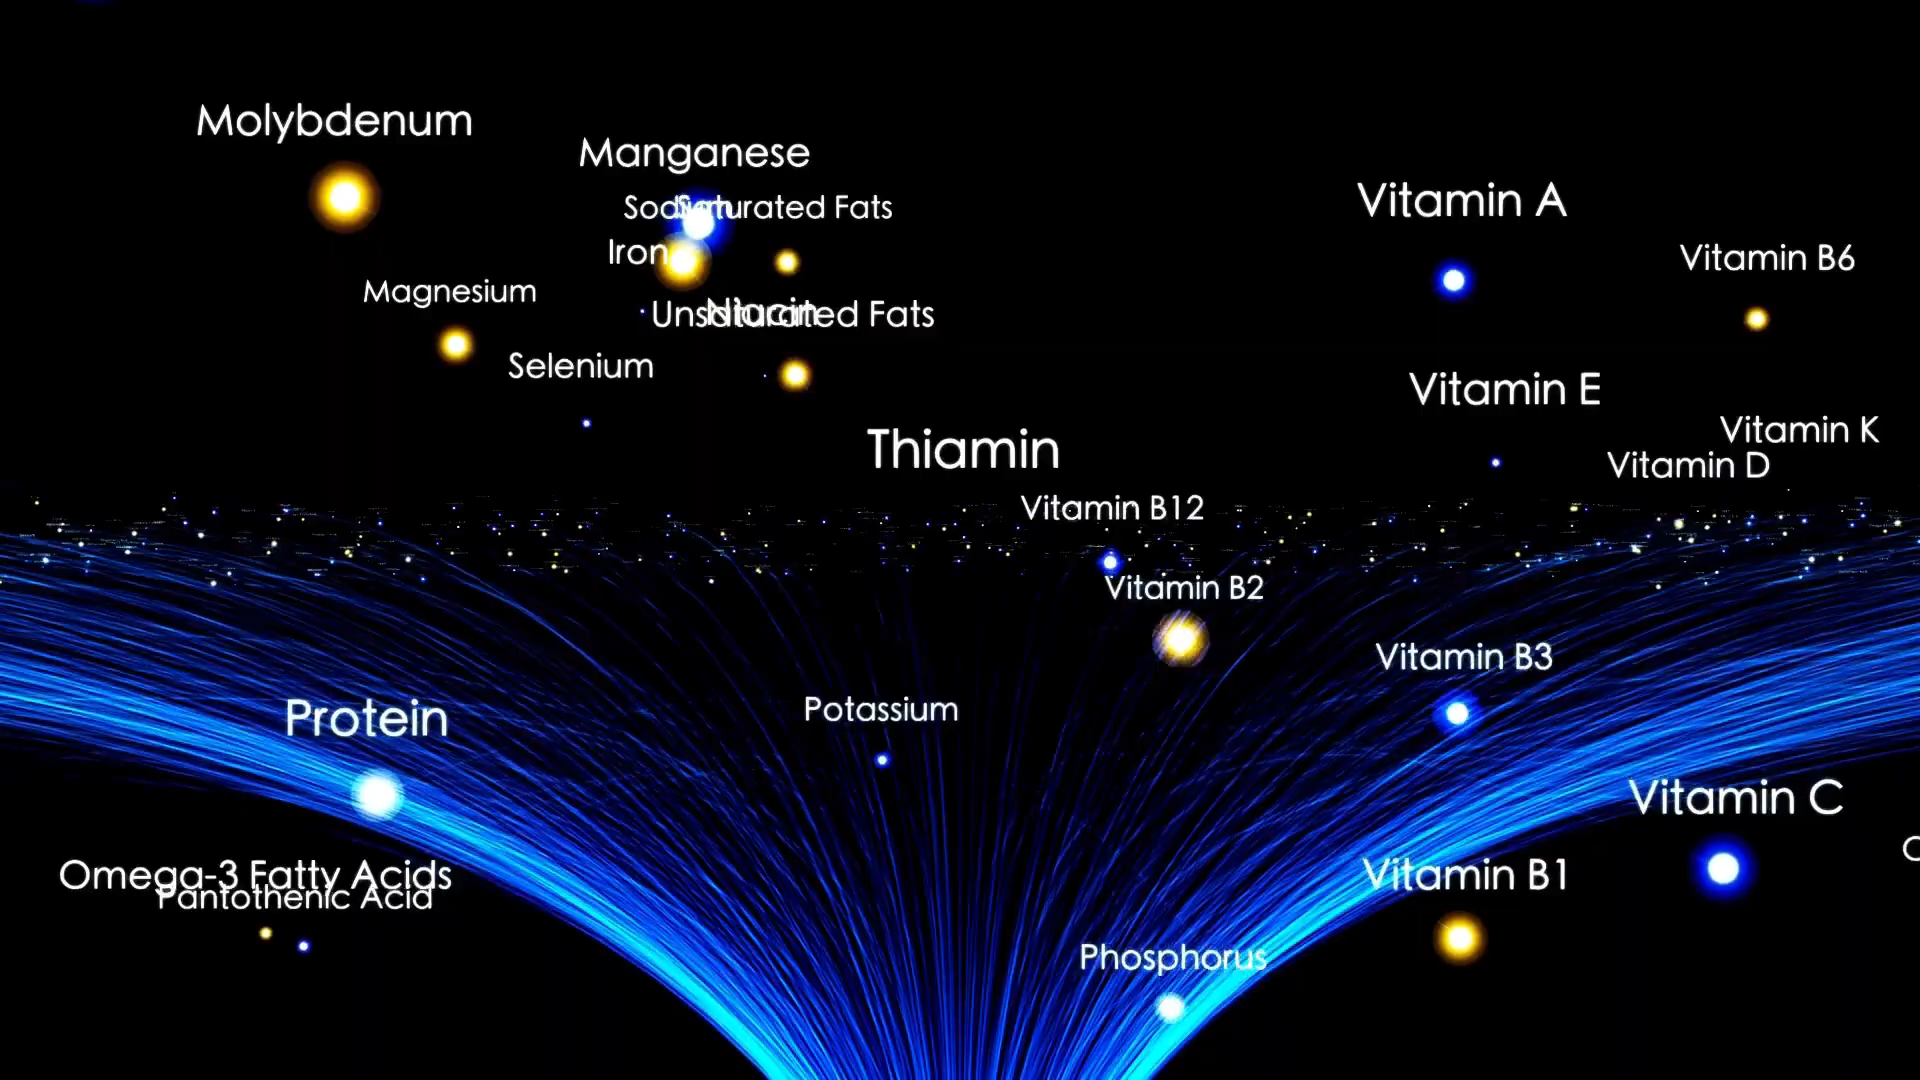 Molybdenum
Manganese
Sodium
Saturated Fats
Vitamin A
Iron
Vitamin B6
Magnesium
Unsaturated Fats
Niacin
Selenium
Vitamin E
Vitamin K
Thiamin
Vitamin D
Vitamin B12
Vitamin B2
Vitamin B3
Potassium
Protein
Vitamin C
Omega-3 Fatty Acids
Vitamin B1
Pantothenic Acid
Phosphorus